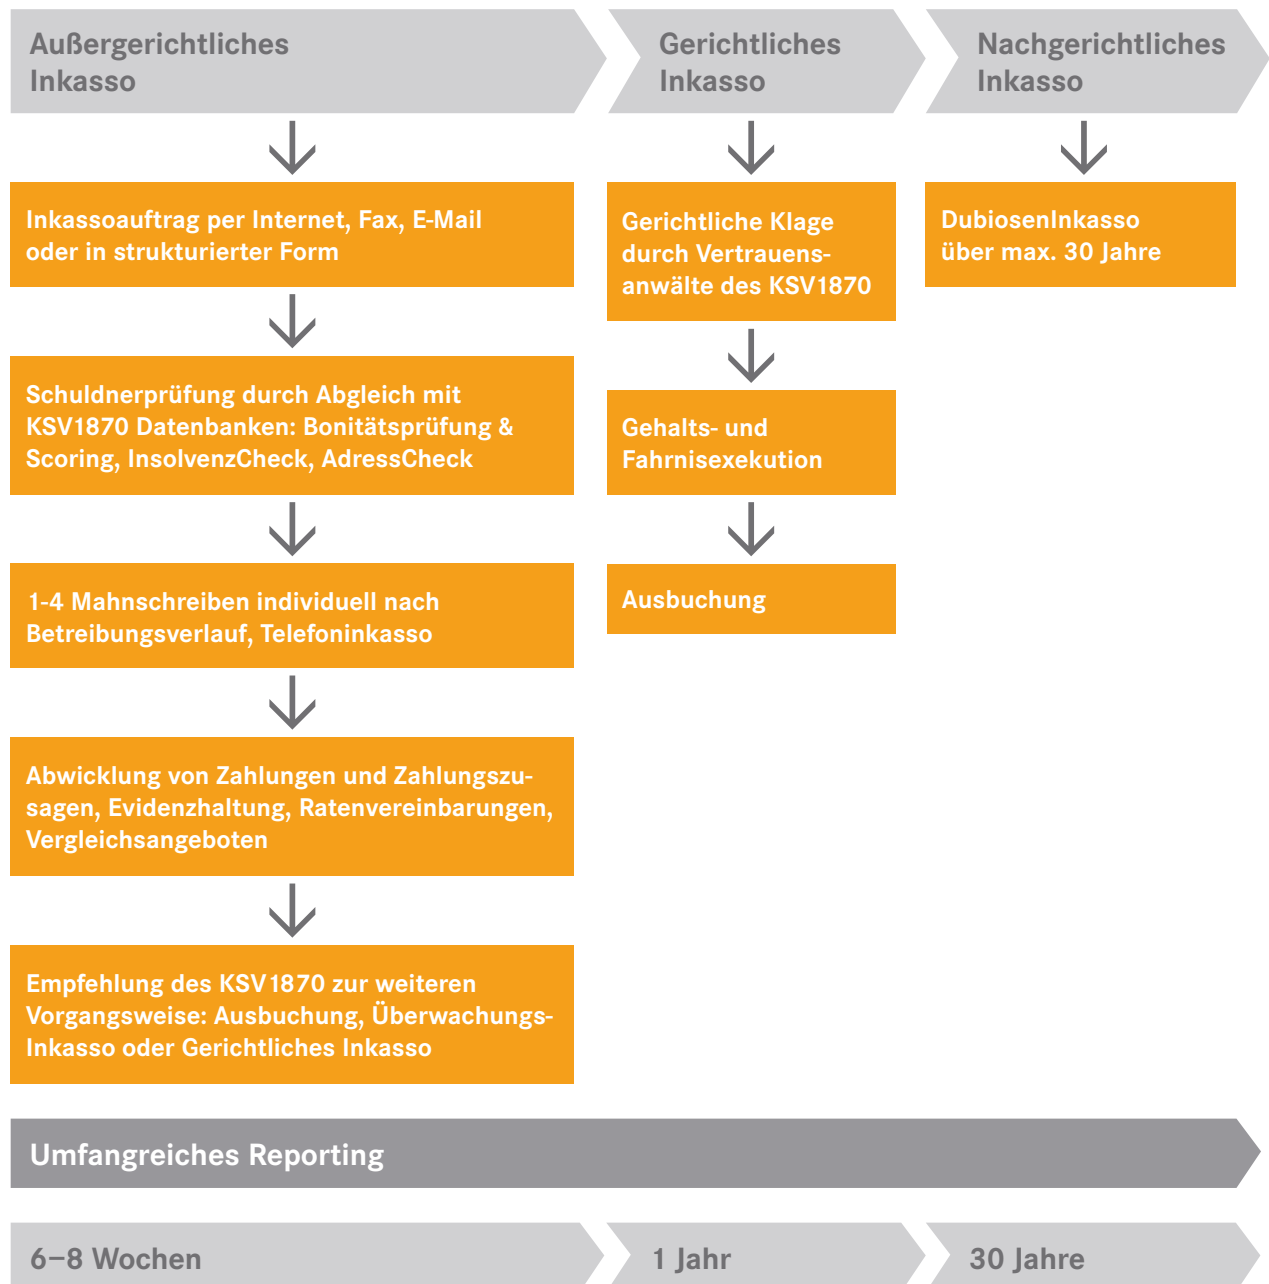 Außergerichtliches
Inkasso
Gerichtliches
Inkasso
Nachgerichtliches
Inkasso
Inkassoauftrag per Internet, Fax, E-Mail
oder in strukturierter Form
Schuldnerprüfung durch Abgleich mit
KSV1870 Datenbanken: Bonitätsprüfung &
Scoring, InsolvenzCheck, AdressCheck
1-4 Mahnschreiben individuell nach
Betreibungsverlauf, Telefoninkasso
Abwicklung von Zahlungen und Zahlungszu-
sagen, Evidenzhaltung, Ratenvereinbarungen,
Vergleichsangeboten
Empfehlung des KSV1870 zur weiteren
Vorgangsweise: Ausbuchung, Überwachungs-
Inkasso oder Gerichtliches Inkasso
Gerichtliche Klage
durch Vertrauens-
anwälte des KSV1870
Gehalts- und
Fahrnisexekution
Ausbuchung
DubiosenInkasso
über max. 30 Jahre
Umfangreiches Reporting
6–8 Wochen
1 Jahr
30 Jahre